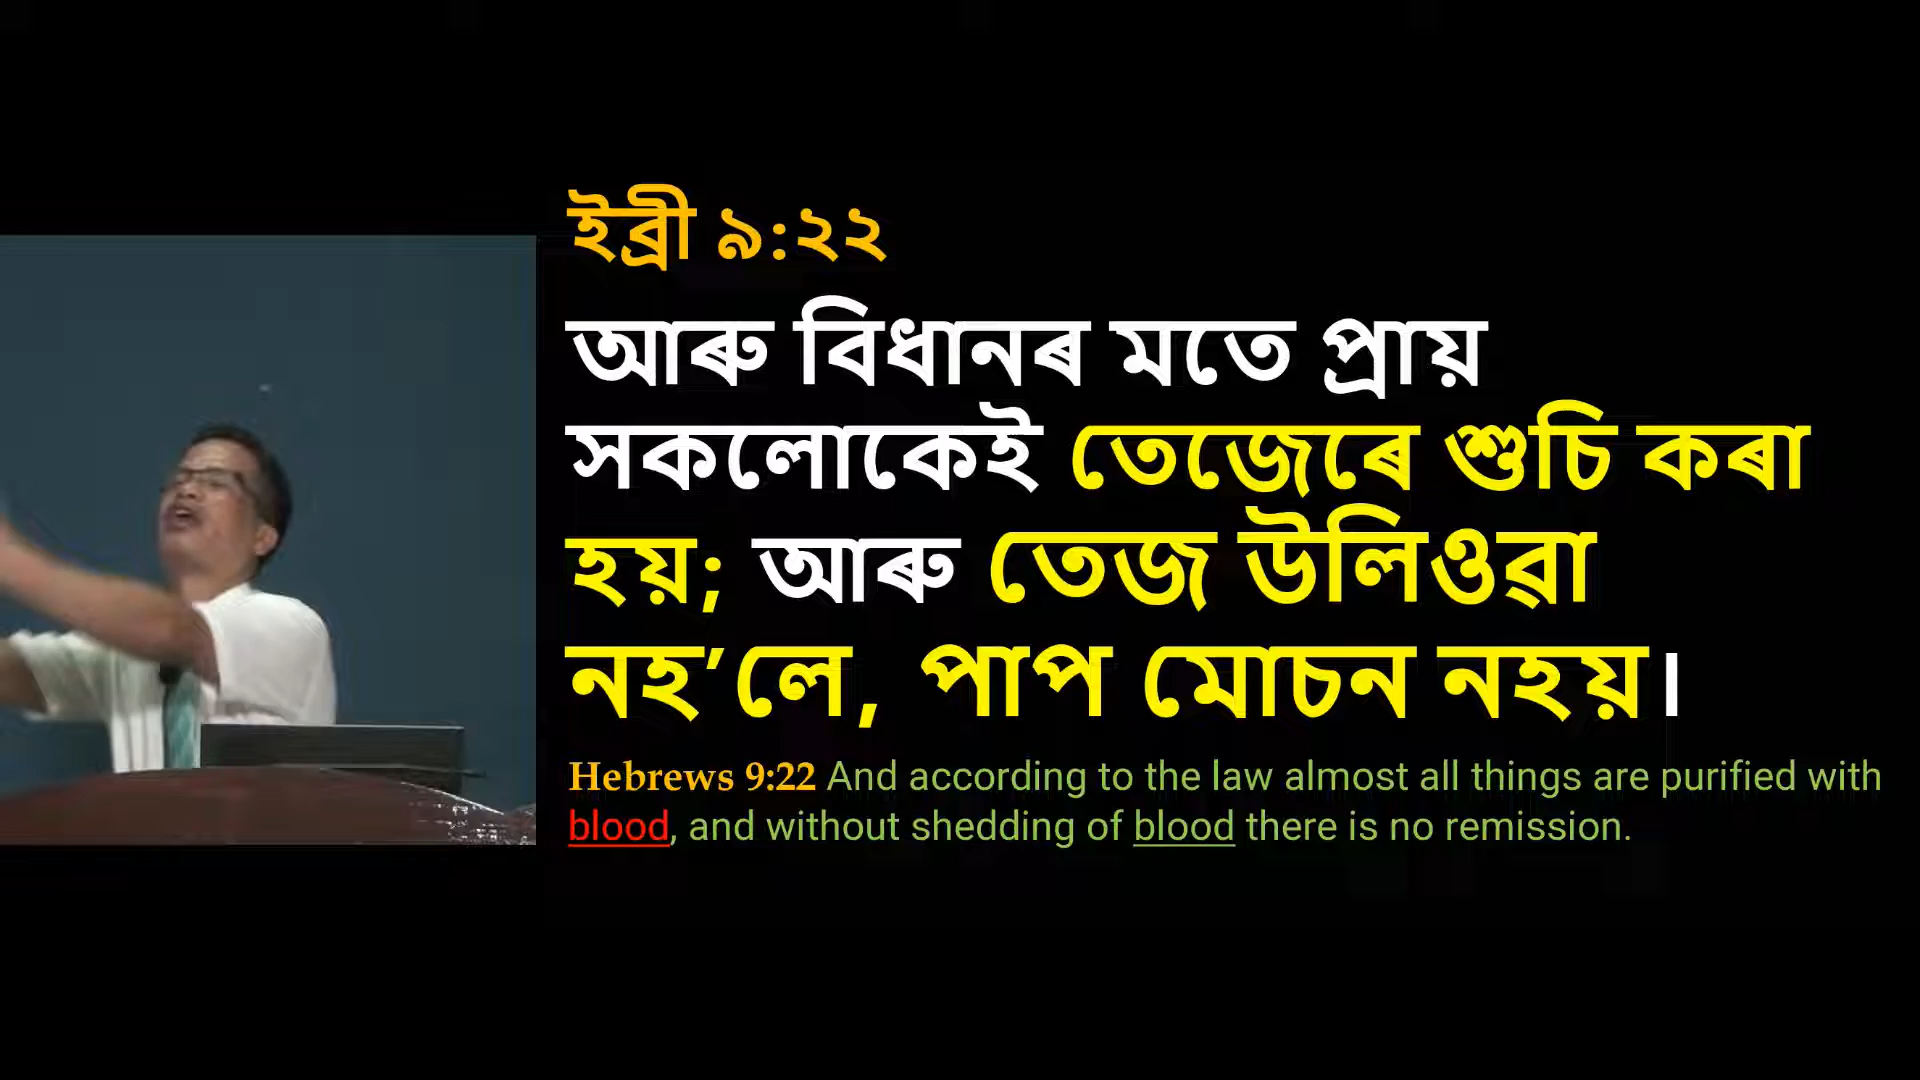 ইব্ৰী ৯:২২
আৰু বিধানৰ মতে প্ৰায়
সকলোকেই তেজেৰে শুচি কৰা
হয়; আৰু তেজ উলিওৱা
নহ’লে, পাপ মোচন নহয়।
Hebrews 9:22 And according to the law almost all things are purified with
blood, and without shedding of blood there is no remission.